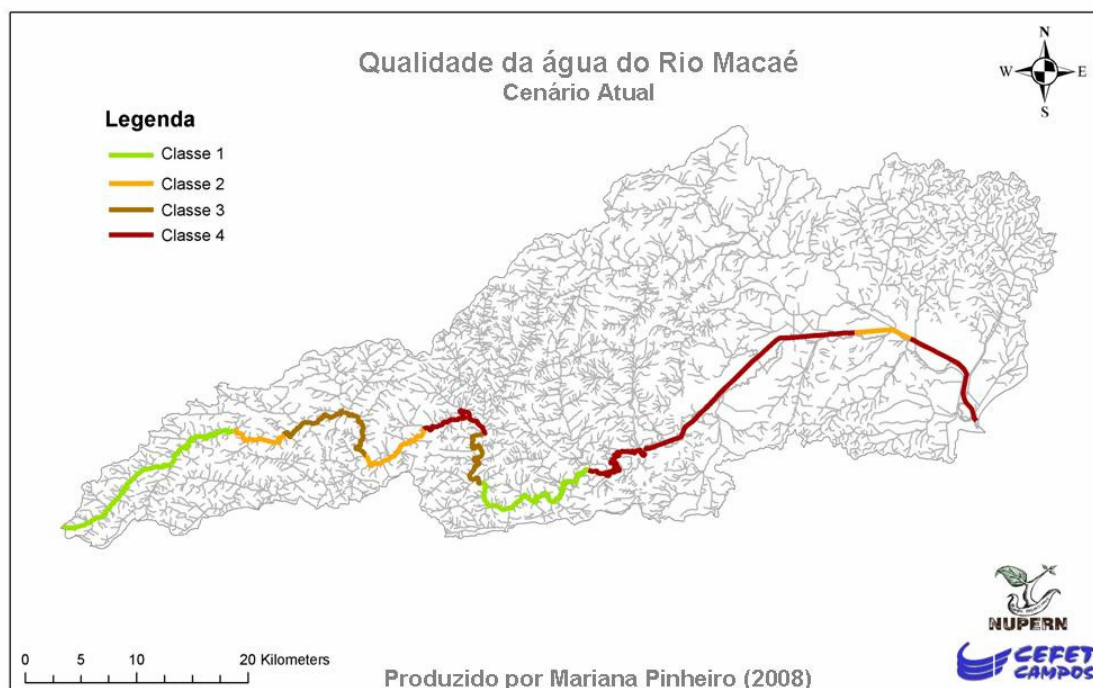 Qualidade da água do Rio Macaé
Cenário Atual
N
W E
S
Legenda
Classe 1
Classe 2
Classe 3
Classe 4
0 5 10 20 Kilometers
Produzido por Mariana Pinheiro (2008)
NUPERN
CEFET
CAMPOS